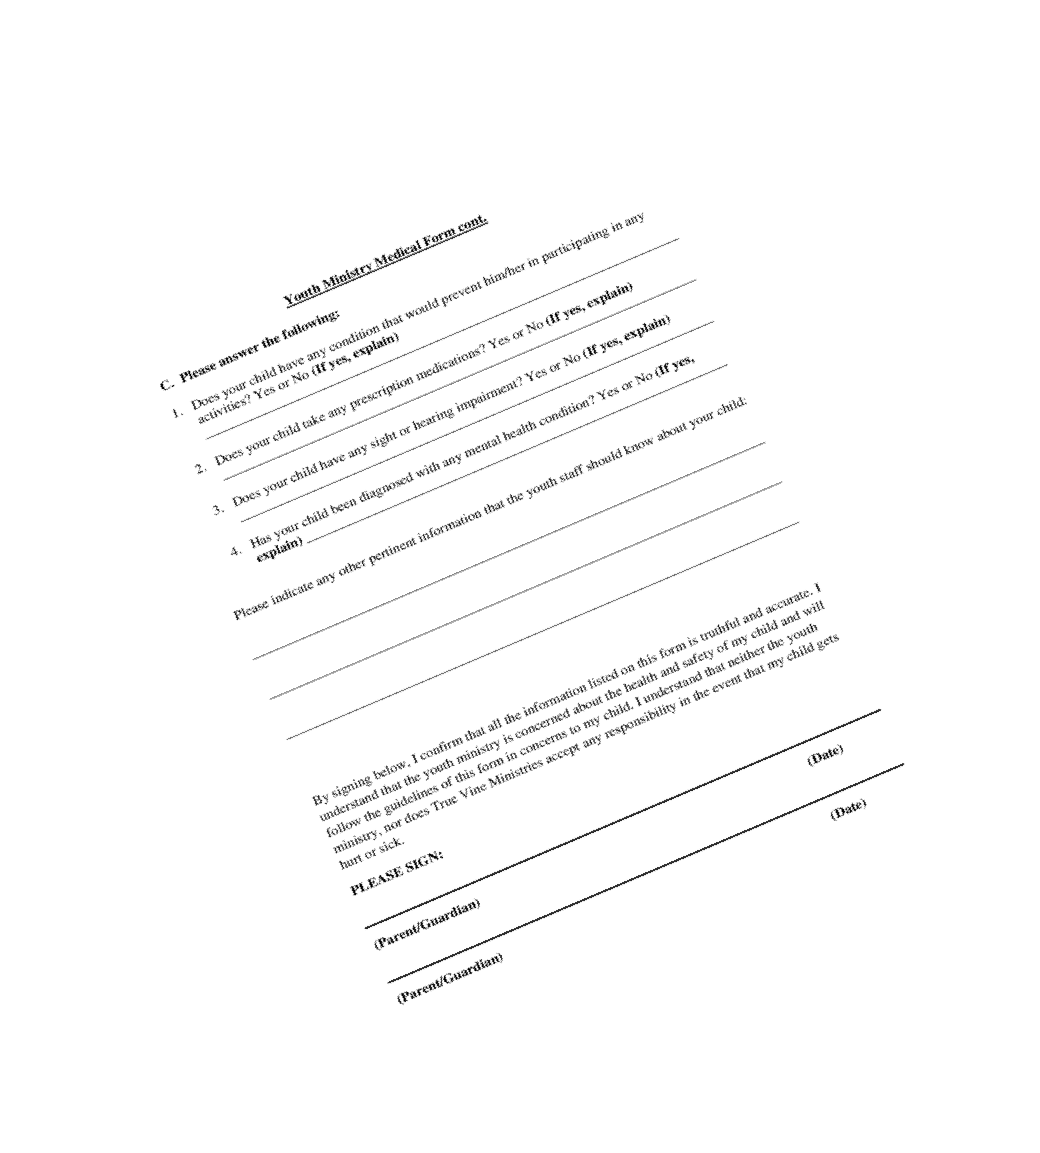 Youth Ministry Medical Form cont.
C. Please answer the following:
1. Does your child have any condition that would prevent him/her in participating in any
activities? Yes or No (If yes, explain)
2. Does your child take any prescription medications? Yes or No (If yes, explain)
3. Does your child have any sight or hearing impairment? Yes or No (If yes, explain)
4. Has your child been diagnosed with any mental health condition? Yes or No (If yes,
explain)
Please indicate any other pertinent information that the youth staff should know about your child:
By signing below, I confirm that all the information listed on this form is truthful and accurate. I
understand that the youth ministry is concerned about the health and safety of my child and will
follow the guidelines of this form in concerns to my child. I understand that neither the youth
ministry, nor does True Vine Ministries accept any responsibility in the event that my child gets
hurt or sick.
PLEASE SIGN:
(Parent/Guardian) (Date)
(Parent/Guardian) (Date)